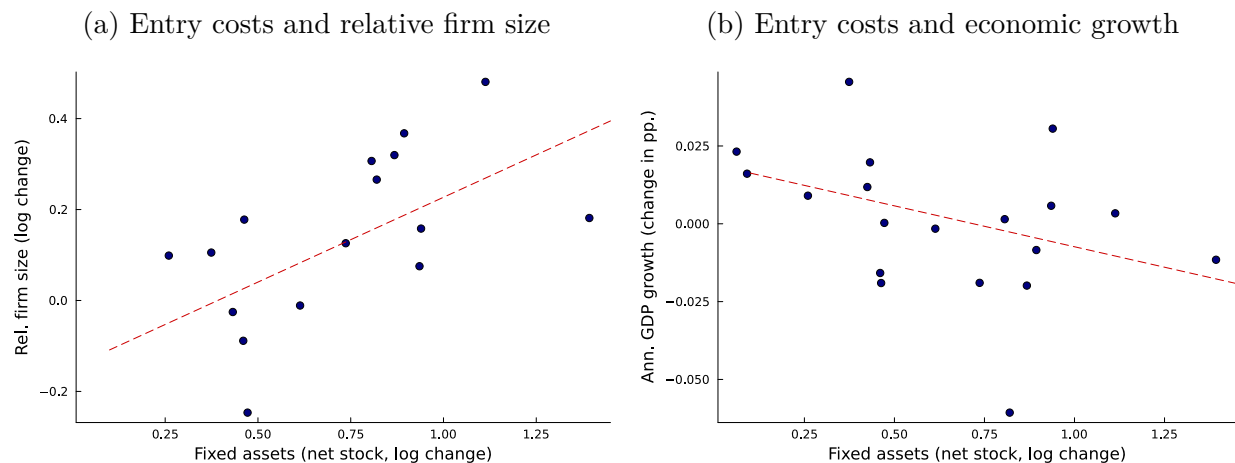 (a) Entry costs and relative firm size
Rel. firm size (log change)
0.4
0.2
0.0
−0.2
0.25 0.50 0.75 1.00 1.25
Fixed assets (net stock, log change)
(b) Entry costs and economic growth
Ann. GDP growth (change in pp.)
0.025
0.000
−0.025
−0.050
0.25 0.50 0.75 1.00 1.25
Fixed assets (net stock, log change)